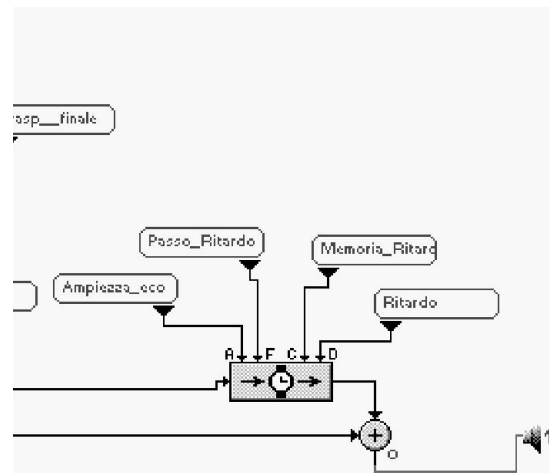 rasp__finale
Passo_Ritardo
Memoria_Ritard
Ampiezza_eco
Ritardo
A F C D